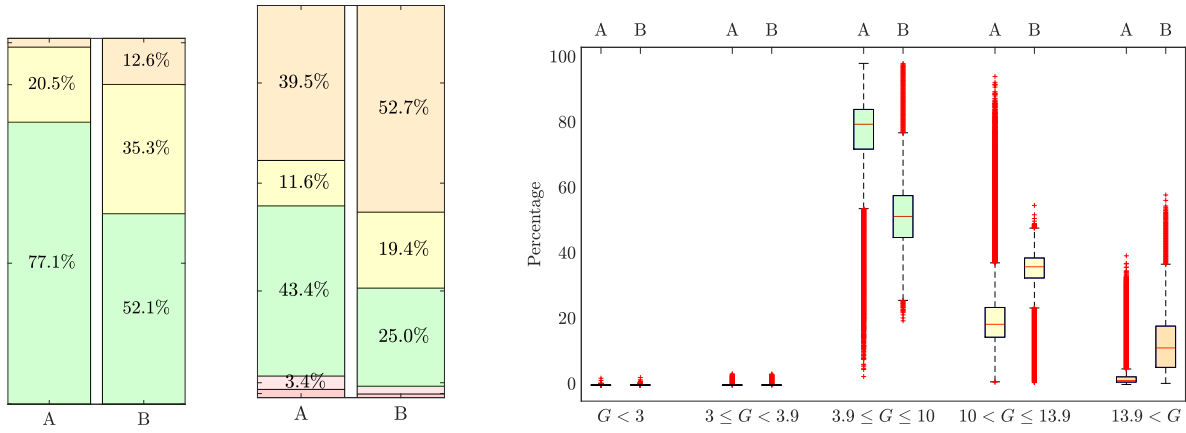 20.5%
77.1%
12.6%
35.3%
52.1%
A
B
39.5%
11.6%
43.4%
3.4%
52.7%
19.4%
25.0%
A
B
A B A B A B A B A B
Percentage
100
80
60
40
20
0
G < 3
3 ≤ G < 3.9
3.9 ≤ G ≤ 10
10 < G ≤ 13.9
13.9 < G